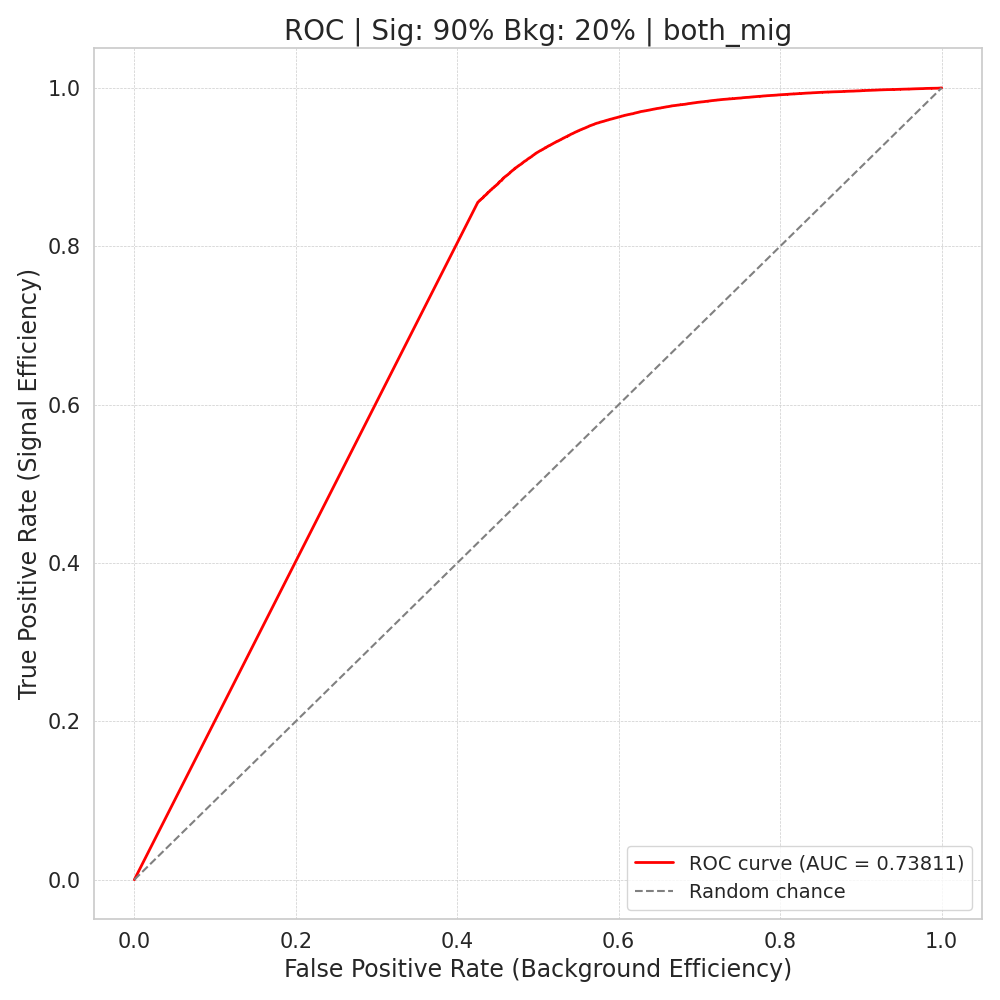 ROC | Sig: 90% Bkg: 20% | both_mig
True Positive Rate (Signal Efficiency)
1.0
0.8
0.6
0.4
0.2
0.0
ROC curve (AUC = 0.73811)
Random chance
0.0 0.2 0.4 0.6 0.8 1.0
False Positive Rate (Background Efficiency)